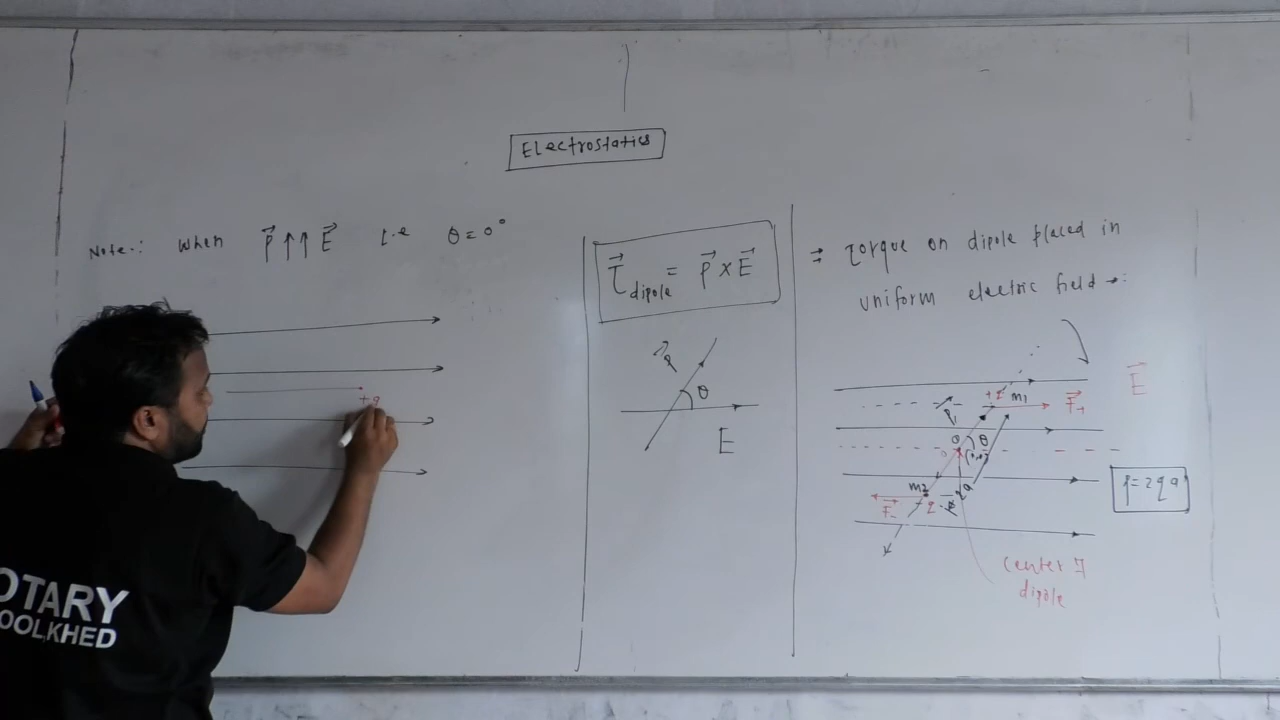 Electrostatics
Note-: When P⃗ ↑↑ E⃗ i.e θ=0°
+q
τ⃗ dipole = P⃗ × E⃗
P⃗
θ
E
⇒ Torque on dipole placed in
uniform electric field →:
E⃗
+q m1
F⃗+
θ
m2
-q
F⃗-
P=2qa
center of
dipole
OTARY
OOLKHED